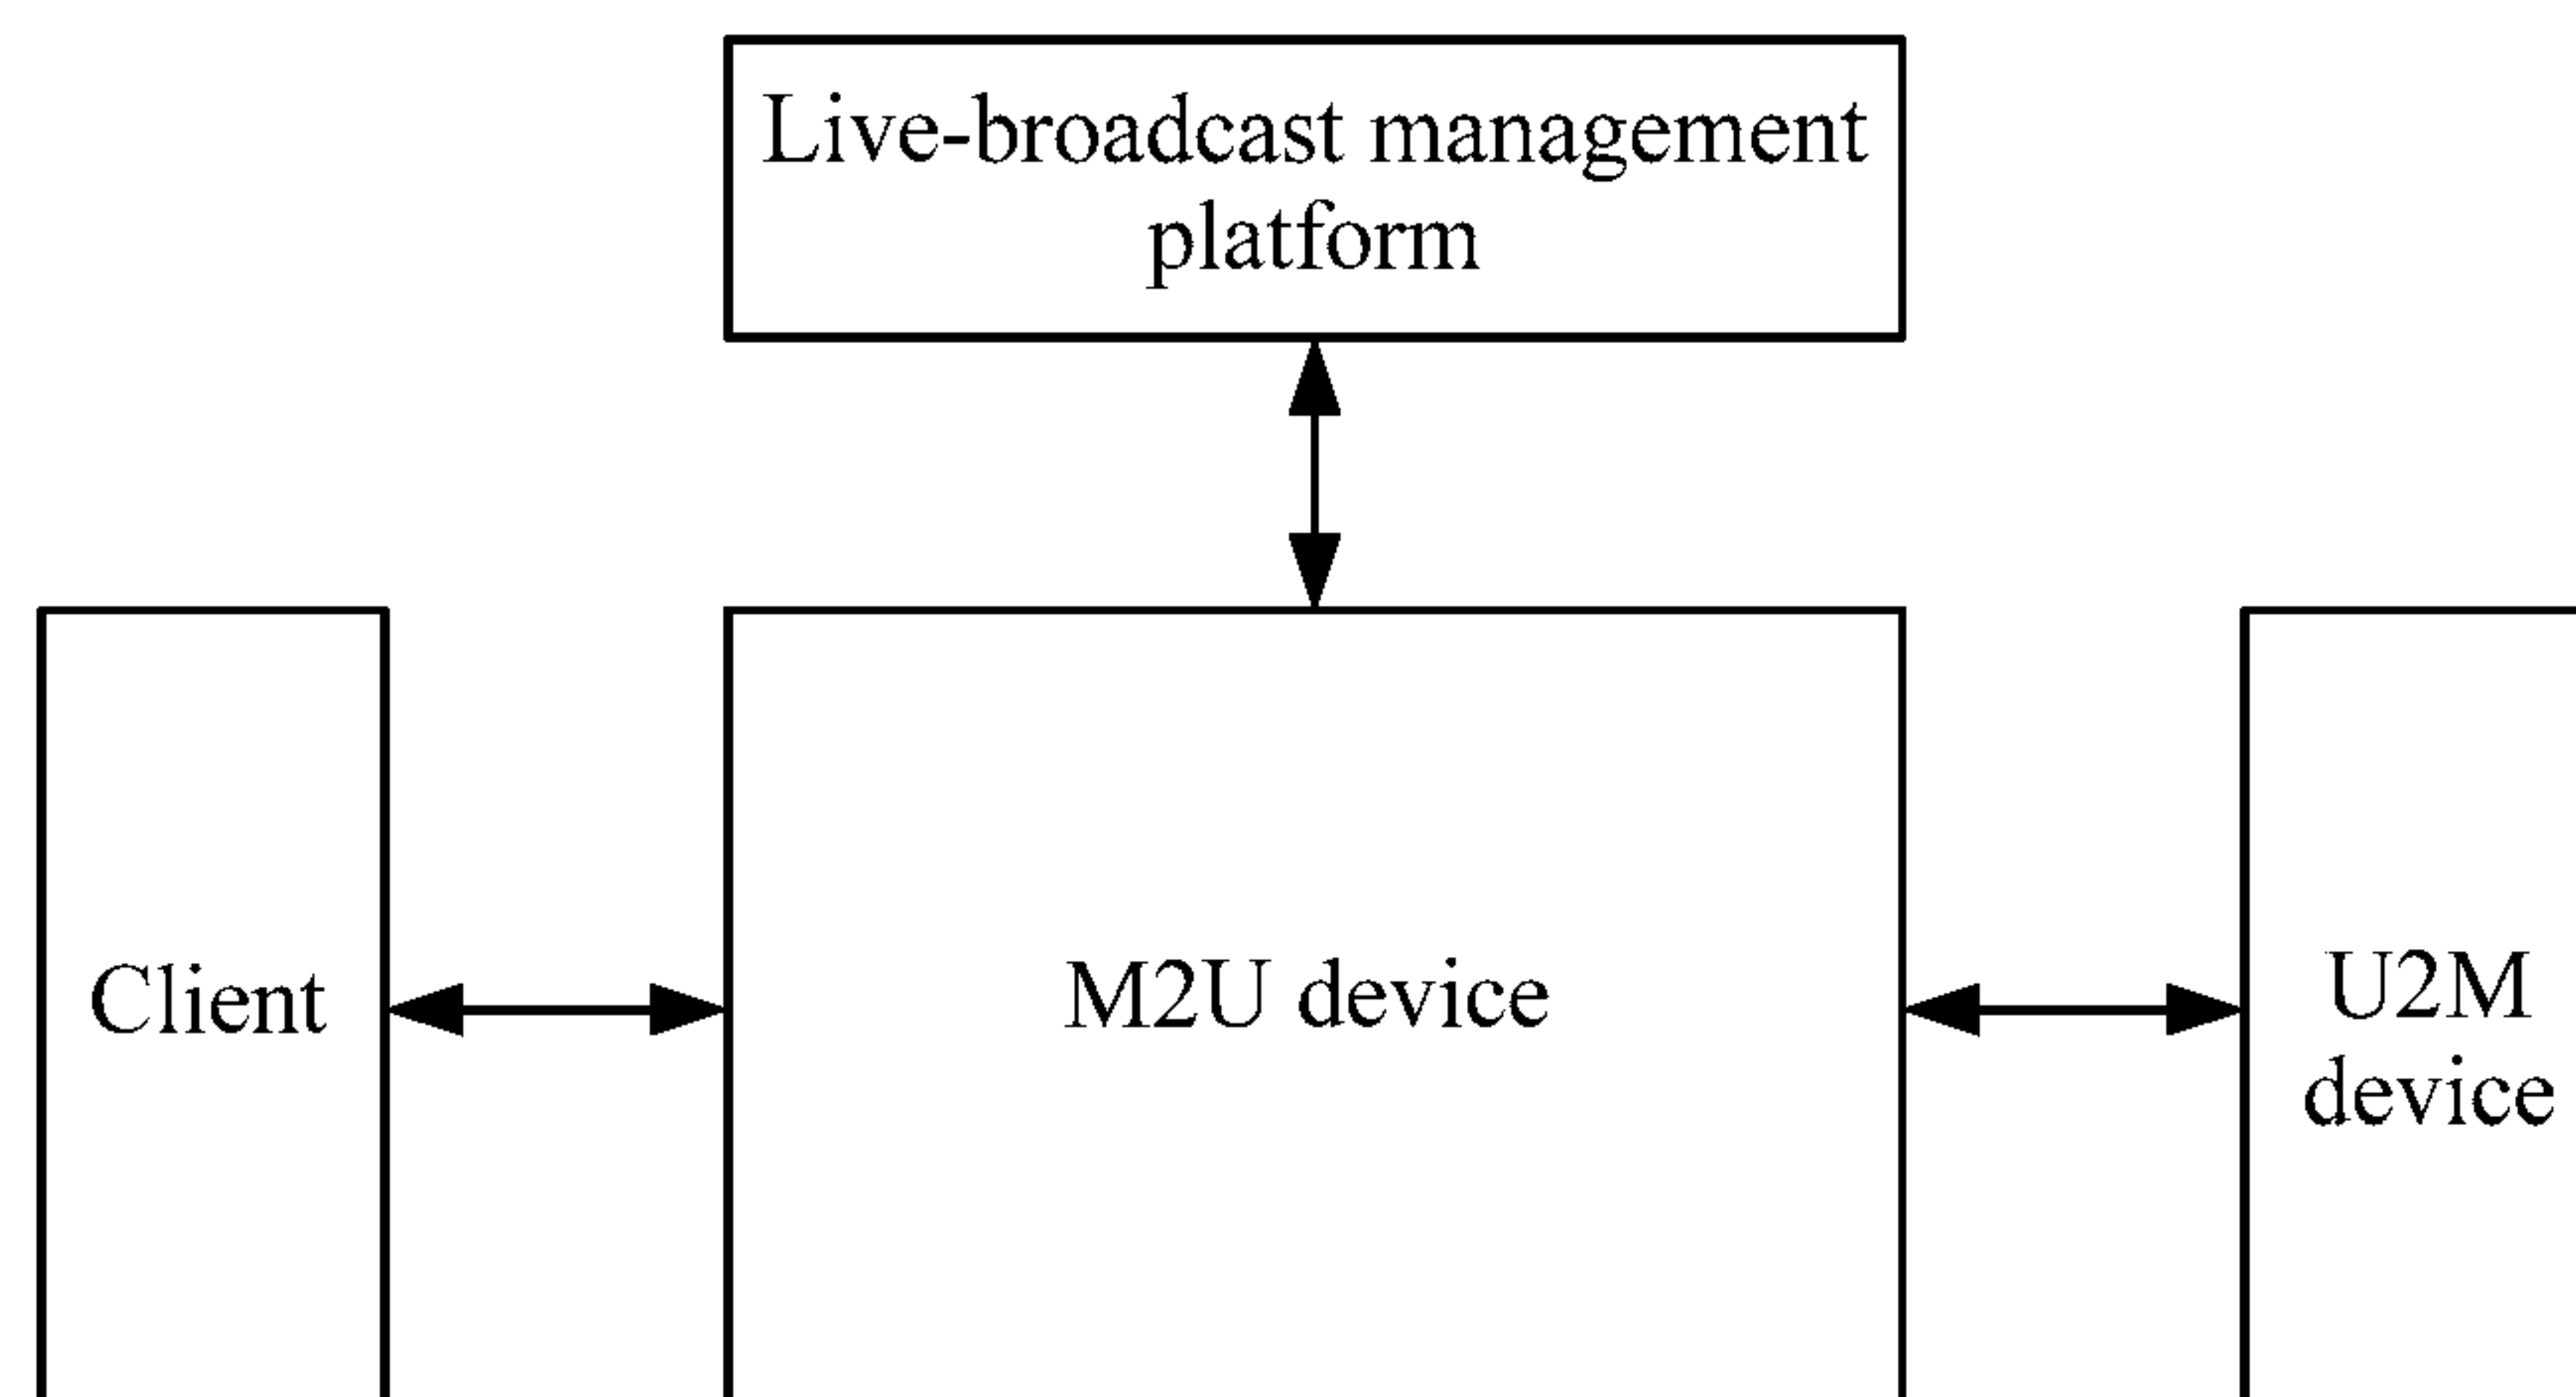 Live-broadcast management
platform
Client
M2U device
U2M
device